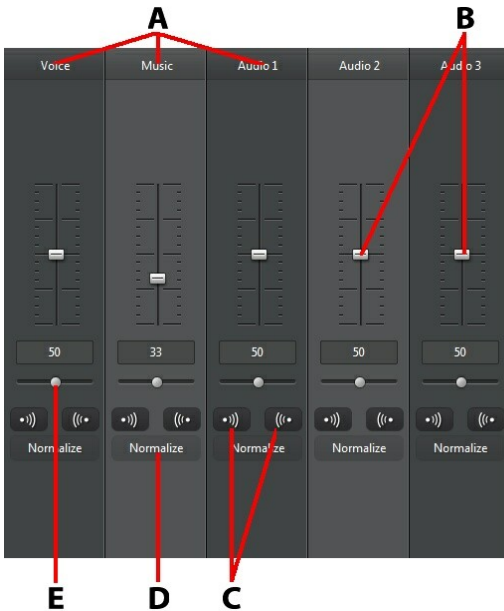 A B
Voice Music Audio 1 Audio 2 Audio 3
50 33 50 50 50
Normalize Normalize Normalize Normalize Normalize
E D C